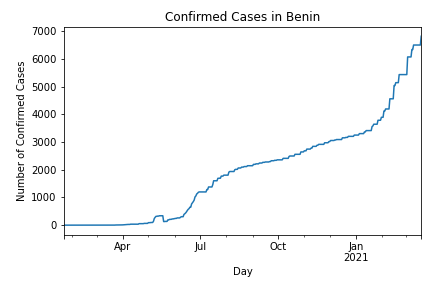 Confirmed Cases in Benin
Number of Confirmed Cases
7000
6000
5000
4000
3000
2000
1000
0
Apr
Jul
Oct
Jan
2021
Day